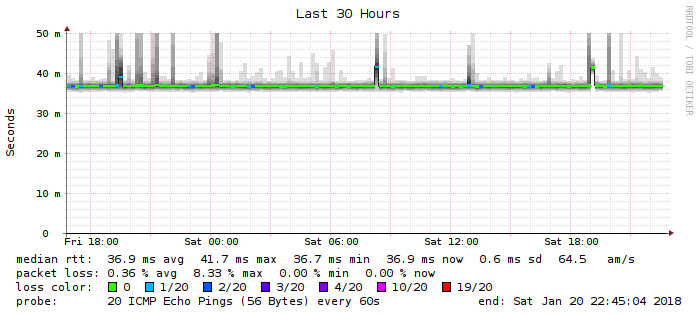 Last 30 Hours
RRDTOOL / TOBI OETIKER
Seconds
50 m
40 m
30 m
20 m
10 m
0
Fri 18:00 Sat 00:00 Sat 06:00 Sat 12:00 Sat 18:00
median rtt: 36.9 ms avg 41.7 ms max 36.7 ms min 36.9 ms now 0.6 ms sd 64.5 am/s
packet loss: 0.36 % avg 8.33 % max 0.00 % min 0.00 % now
loss color: 0 1/20 2/20 3/20 4/20 10/20 19/20
probe: 20 ICMP Echo Pings (56 Bytes) every 60s end: Sat Jan 20 22:45:04 2018